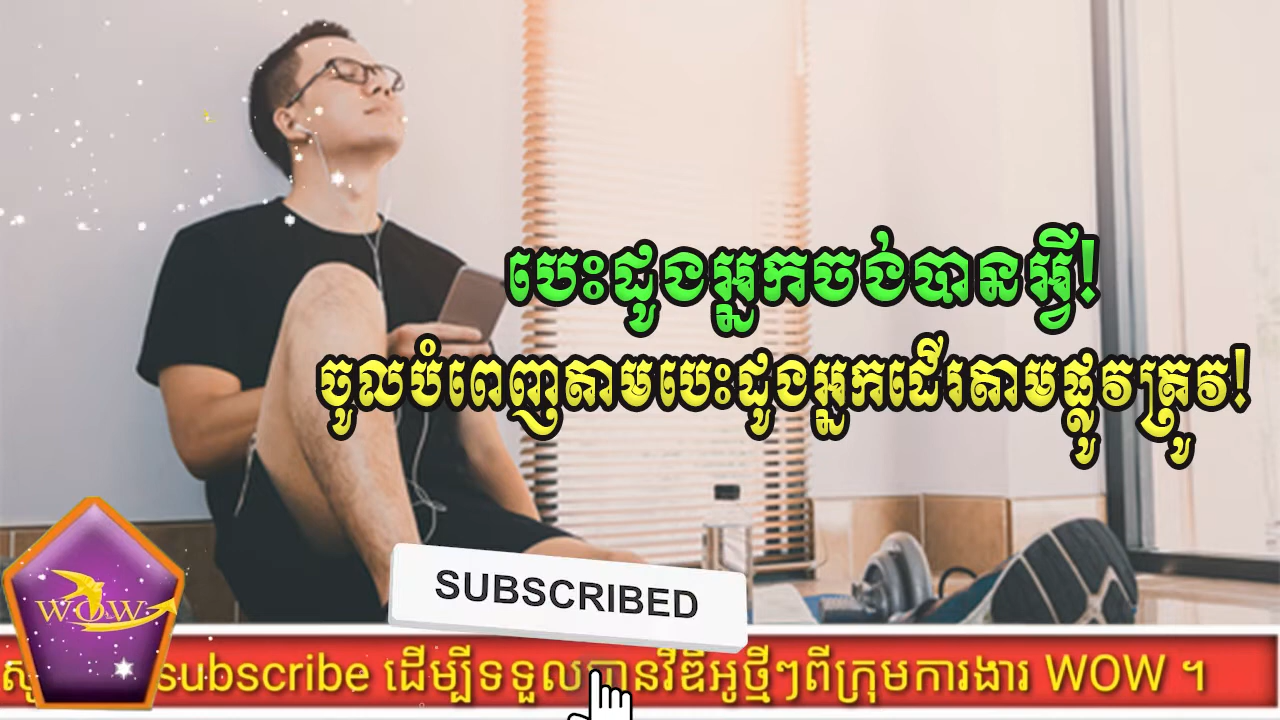 បេះដូងអ្នកចង់បានអ្វី!
ចូលបំពេញតាមបេះដូងអ្នកដើរតាមផ្លូវត្រូវ!
SUBSCRIBED
WOW
subscribe ដើម្បីទទួលបានវីឌីអូថ្មីៗពីក្រុមការងារ WOW ។